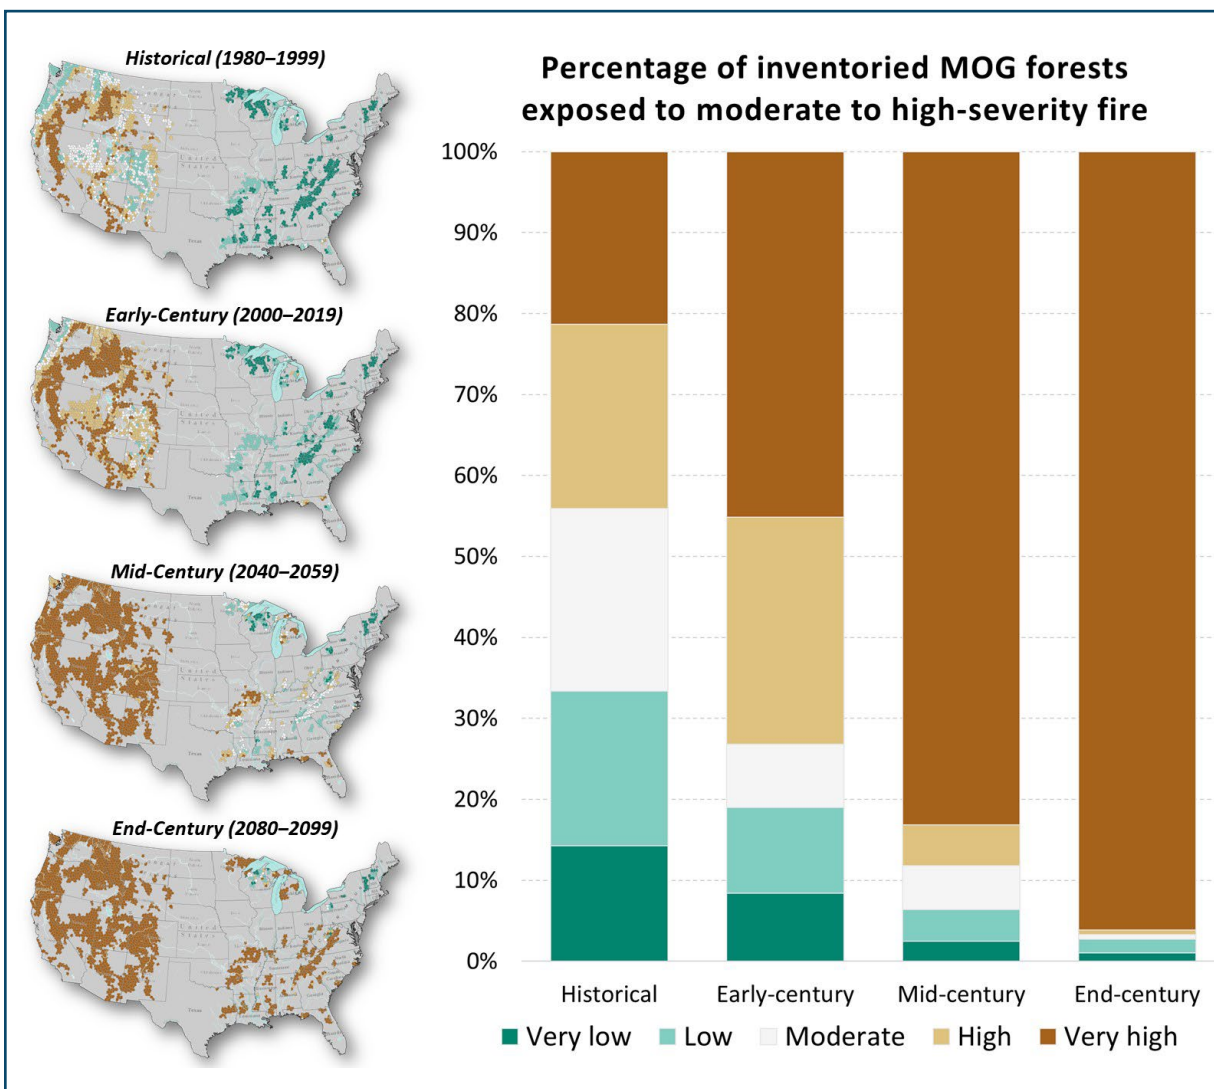 Historical (1980–1999)
Early-Century (2000–2019)
Mid-Century (2040–2059)
End-Century (2080–2099)
Percentage of inventoried MOG forests
exposed to moderate to high-severity fire
100%
90%
80%
70%
60%
50%
40%
30%
20%
10%
0%
Historical
Early-century
Mid-century
End-century
Very low
Low
Moderate
High
Very high